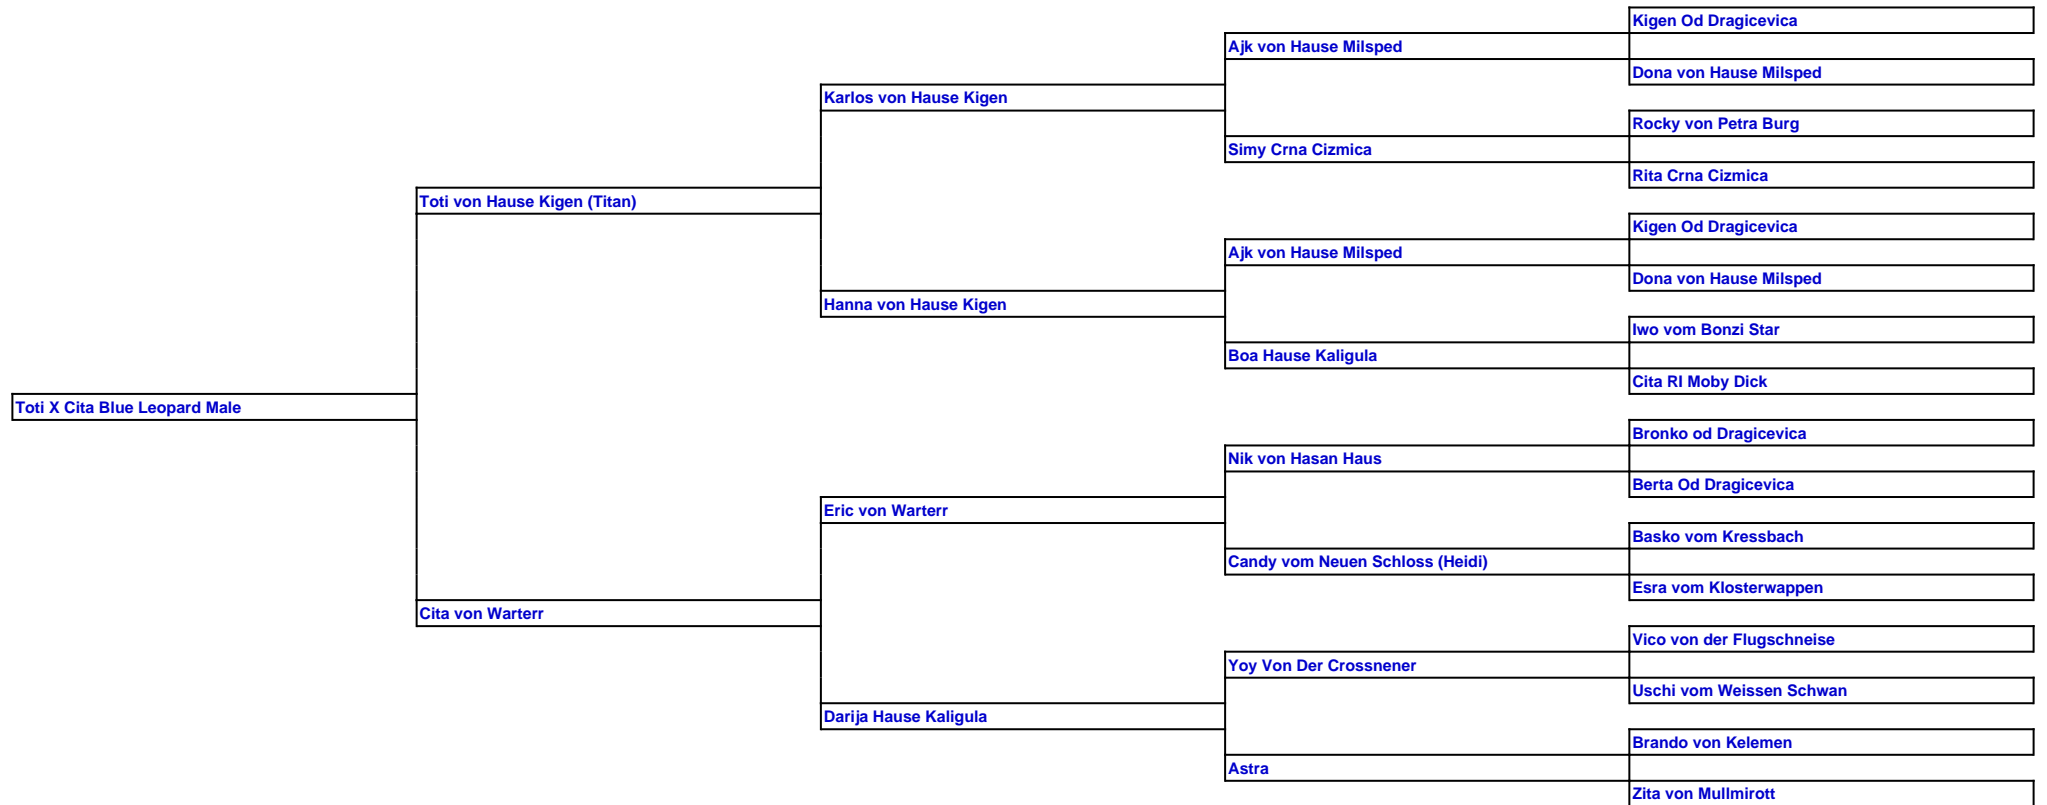 Kigen Od Dragicevica
Ajk von Hause Milsped
Dona von Hause Milsped
Karlos von Hause Kigen
Rocky von Petra Burg
Simy Crna Cizmica
Rita Crna Cizmica
Toti von Hause Kigen (Titan)
Kigen Od Dragicevica
Ajk von Hause Milsped
Dona von Hause Milsped
Hanna von Hause Kigen
Iwo vom Bonzi Star
Boa Hause Kaligula
Cita RI Moby Dick
Toti X Cita Blue Leopard Male
Bronko od Dragicevica
Nik von Hasan Haus
Berta Od Dragicevica
Eric von Warterr
Basko vom Kressbach
Candy vom Neuen Schloss (Heidi)
Esra vom Klosterwappen
Cita von Warterr
Vico von der Flugschneise
Yoy Von Der Crossnener
Uschi vom Weissen Schwan
Darija Hause Kaligula
Brando von Kelemen
Astra
Zita von Mullmirott